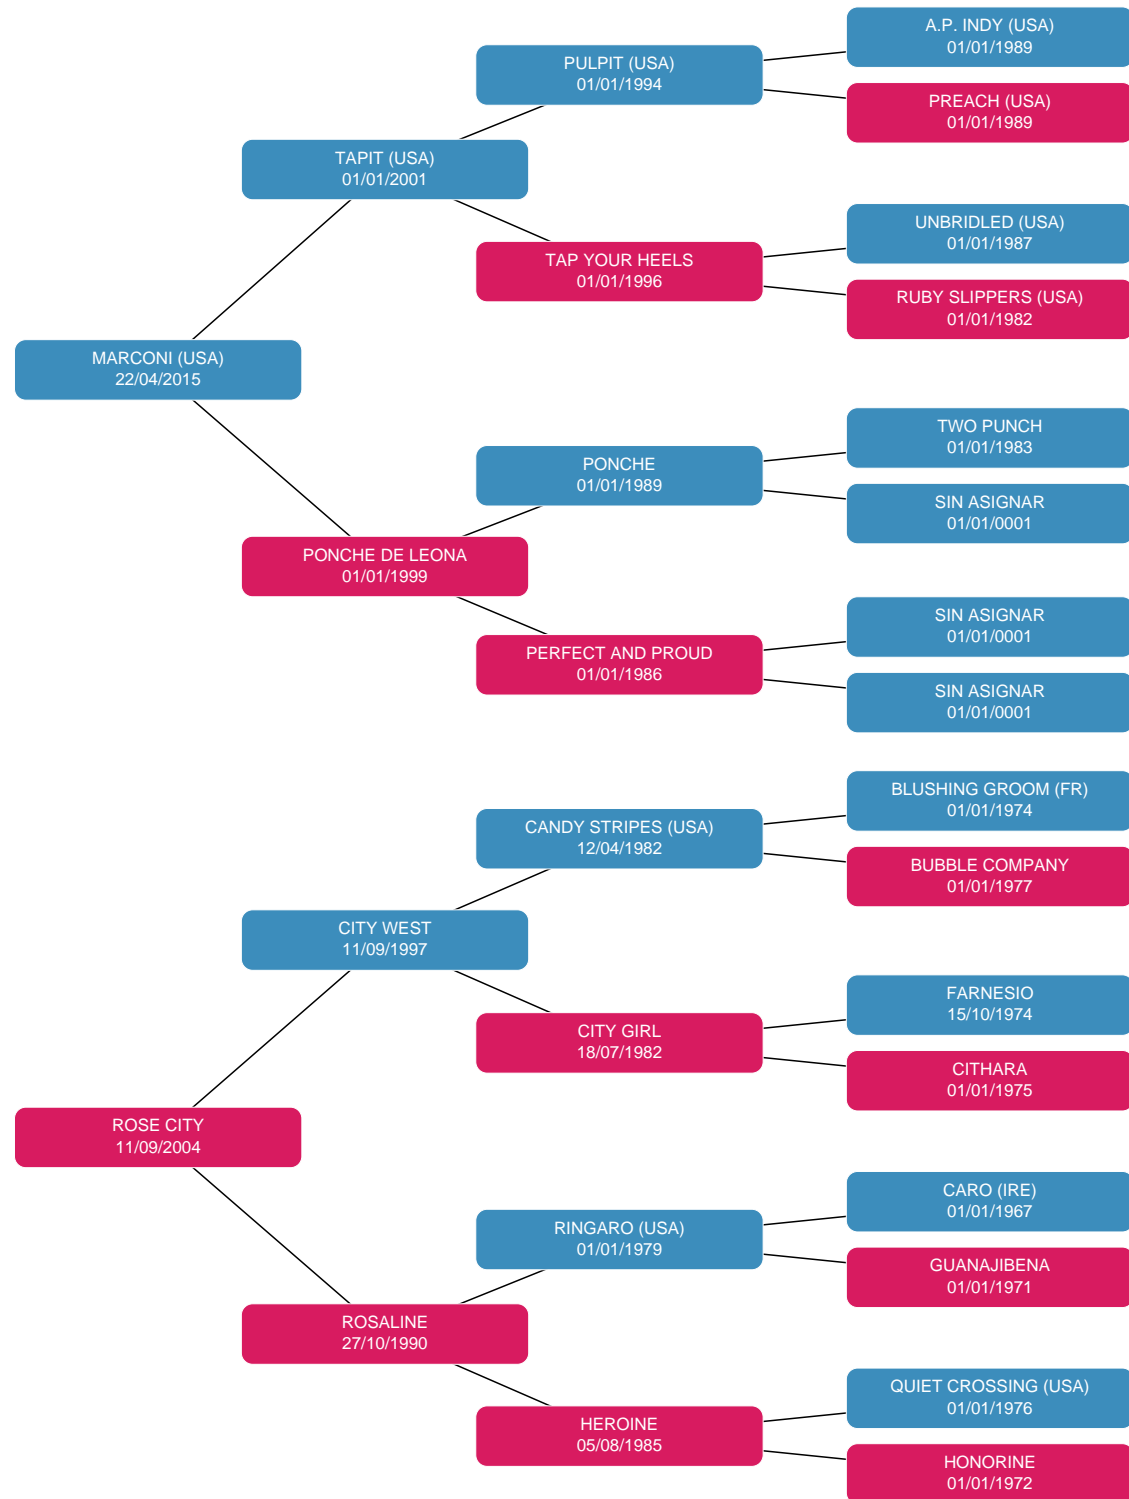 A.P. INDY (USA)
01/01/1989
PULPIT (USA)
01/01/1994
PREACH (USA)
01/01/1989
TAPIT (USA)
01/01/2001
UNBRIDLED (USA)
01/01/1987
TAP YOUR HEELS
01/01/1996
RUBY SLIPPERS (USA)
01/01/1982
MARCONI (USA)
22/04/2015
TWO PUNCH
01/01/1983
PONCHE
01/01/1989
SIN ASIGNAR
01/01/0001
PONCHE DE LEONA
01/01/1999
SIN ASIGNAR
01/01/0001
PERFECT AND PROUD
01/01/1986
SIN ASIGNAR
01/01/0001
BLUSHING GROOM (FR)
01/01/1974
CANDY STRIPES (USA)
12/04/1982
BUBBLE COMPANY
01/01/1977
CITY WEST
11/09/1997
FARNESIO
15/10/1974
CITY GIRL
18/07/1982
CITHARA
01/01/1975
ROSE CITY
11/09/2004
CARO (IRE)
01/01/1967
RINGARO (USA)
01/01/1979
GUANAJIBENA
01/01/1971
ROSALINE
27/10/1990
QUIET CROSSING (USA)
01/01/1976
HEROINE
05/08/1985
HONORINE
01/01/1972